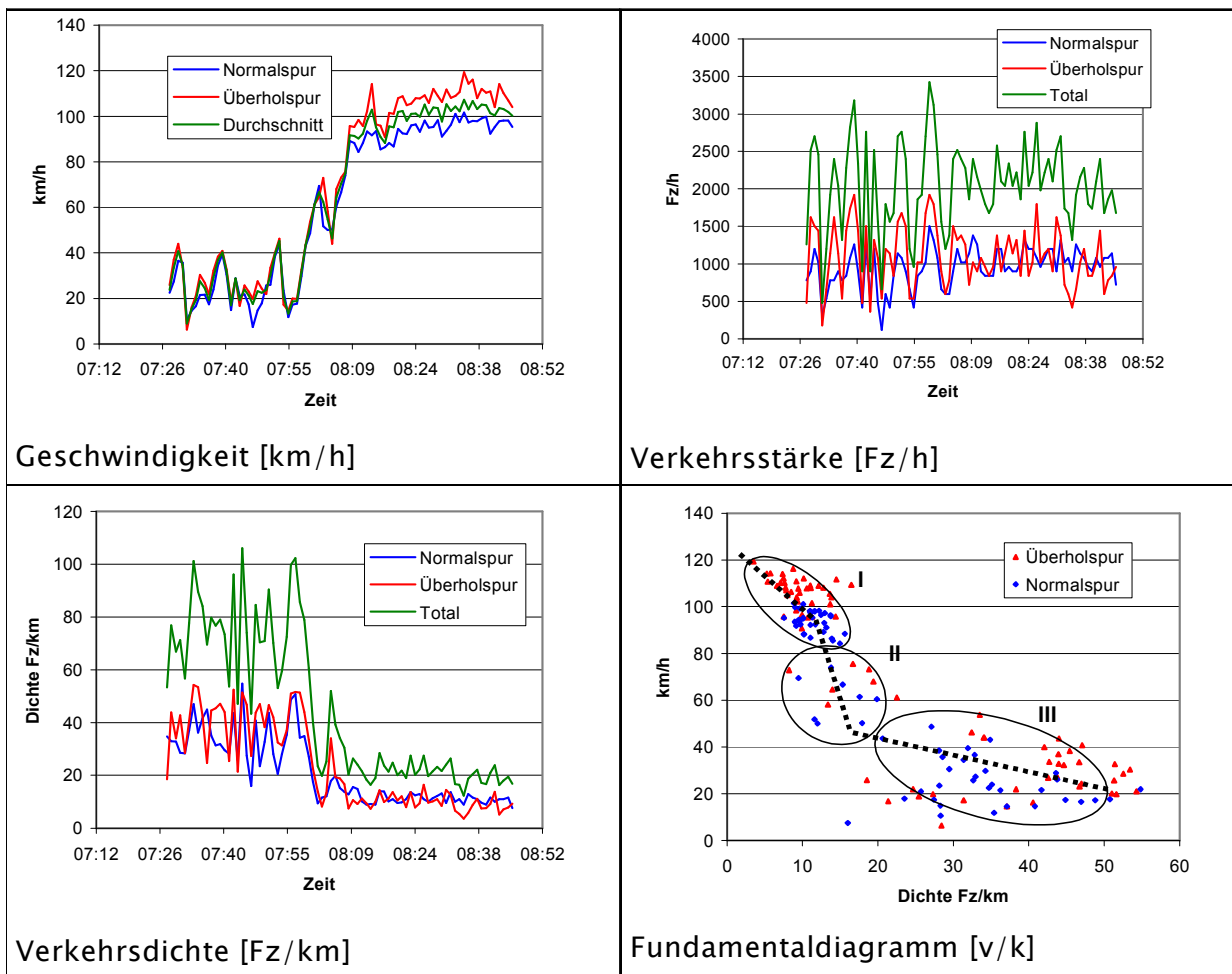 140
120
100
80
60
40
20
0
km/h
Normalspur
Überholspur
Durchschnitt
07:12 07:26 07:40 07:55 08:09 08:24 08:38 08:52
Zeit
Geschwindigkeit [km/h]
4000
3500
3000
2500
2000
1500
1000
500
0
Fz/h
Normalspur
Überholspur
Total
07:12 07:26 07:40 07:55 08:09 08:24 08:38 08:52
Zeit
Verkehrsstärke [Fz/h]
120
100
80
60
40
20
0
Dichte Fz/km
Normalspur
Überholspur
Total
07:12 07:26 07:40 07:55 08:09 08:24 08:38 08:52
Zeit
Verkehrsdichte [Fz/km]
140
120
100
80
60
40
20
0
km/h
Überholspur
Normalspur
I
II
III
0 10 20 30 40 50 60
Dichte Fz/km
Fundamentaldiagramm [v/k]